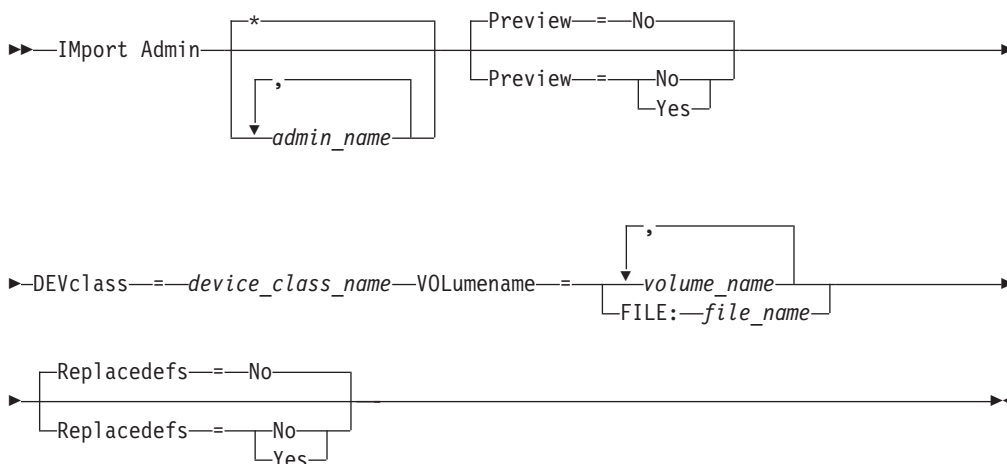 * Preview = No
IMport Admin
, Preview = No
Yes
admin_name
,
DEVclass = device_class_name VOLumename = volume_name
FILE: file_name
Replacedefs = No
Replacedefs = No
Yes